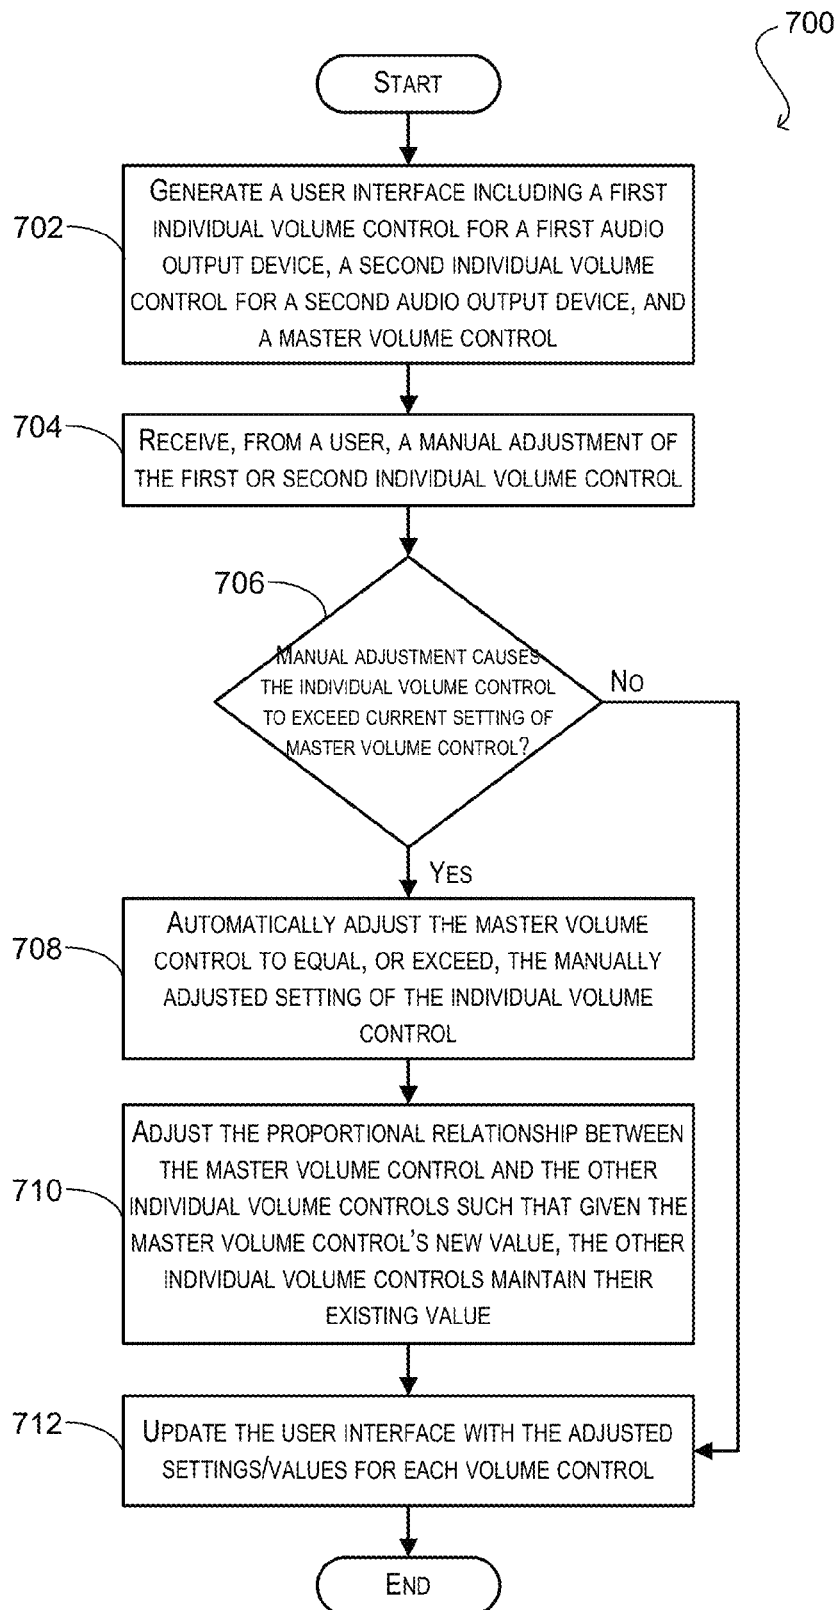 700
START
702
GENERATE A USER INTERFACE INCLUDING A FIRST
INDIVIDUAL VOLUME CONTROL FOR A FIRST AUDIO
OUTPUT DEVICE, A SECOND INDIVIDUAL VOLUME
CONTROL FOR A SECOND AUDIO OUTPUT DEVICE, AND
A MASTER VOLUME CONTROL
704
RECEIVE, FROM A USER, A MANUAL ADJUSTMENT OF
THE FIRST OR SECOND INDIVIDUAL VOLUME CONTROL
706
MANUAL ADJUSTMENT CAUSES
THE INDIVIDUAL VOLUME CONTROL
TO EXCEED CURRENT SETTING OF
MASTER VOLUME CONTROL?
NO
YES
708
AUTOMATICALLY ADJUST THE MASTER VOLUME
CONTROL TO EQUAL, OR EXCEED, THE MANUALLY
ADJUSTED SETTING OF THE INDIVIDUAL VOLUME
CONTROL
710
ADJUST THE PROPORTIONAL RELATIONSHIP BETWEEN
THE MASTER VOLUME CONTROL AND THE OTHER
INDIVIDUAL VOLUME CONTROLS SUCH THAT GIVEN THE
MASTER VOLUME CONTROL'S NEW VALUE, THE OTHER
INDIVIDUAL VOLUME CONTROLS MAINTAIN THEIR
EXISTING VALUE
712
UPDATE THE USER INTERFACE WITH THE ADJUSTED
SETTINGS/VALUES FOR EACH VOLUME CONTROL
END